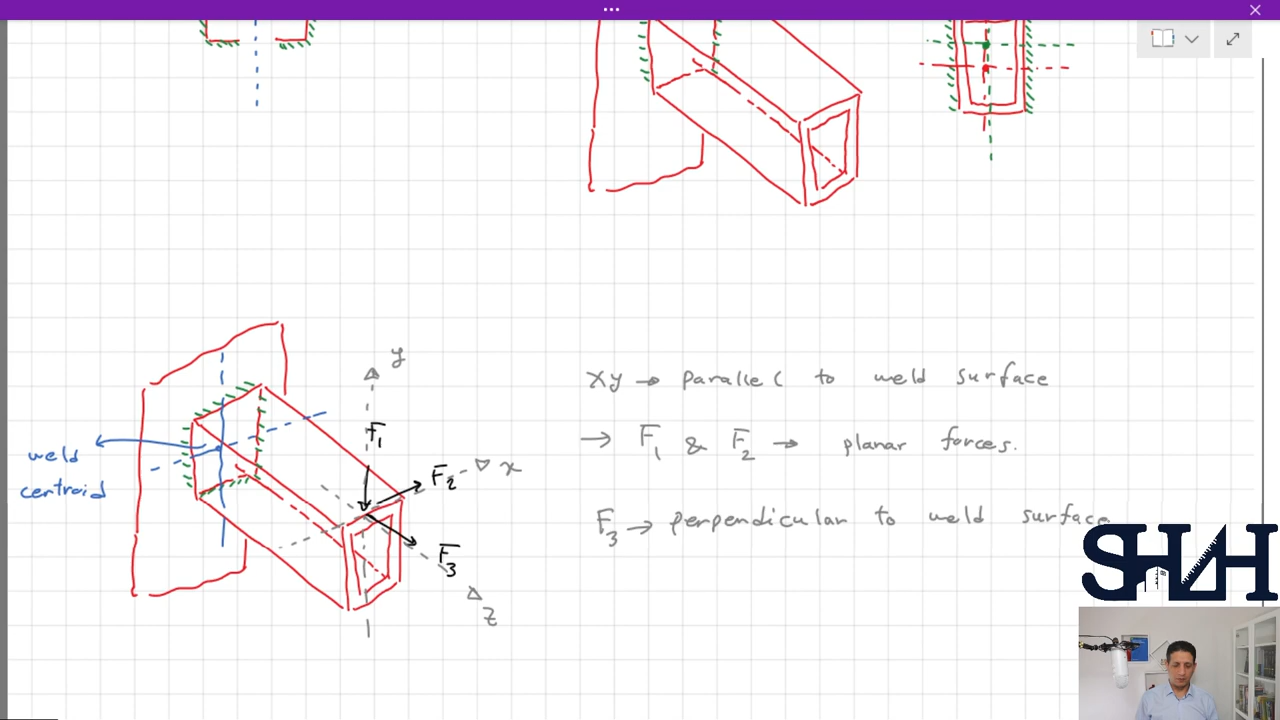 y
xy → parallel to weld surface
F1
→ F1 & F2 → planar forces.
weld
centroid
F2
x
F3 → perpendicular to weld surface
F3
z
SHZH